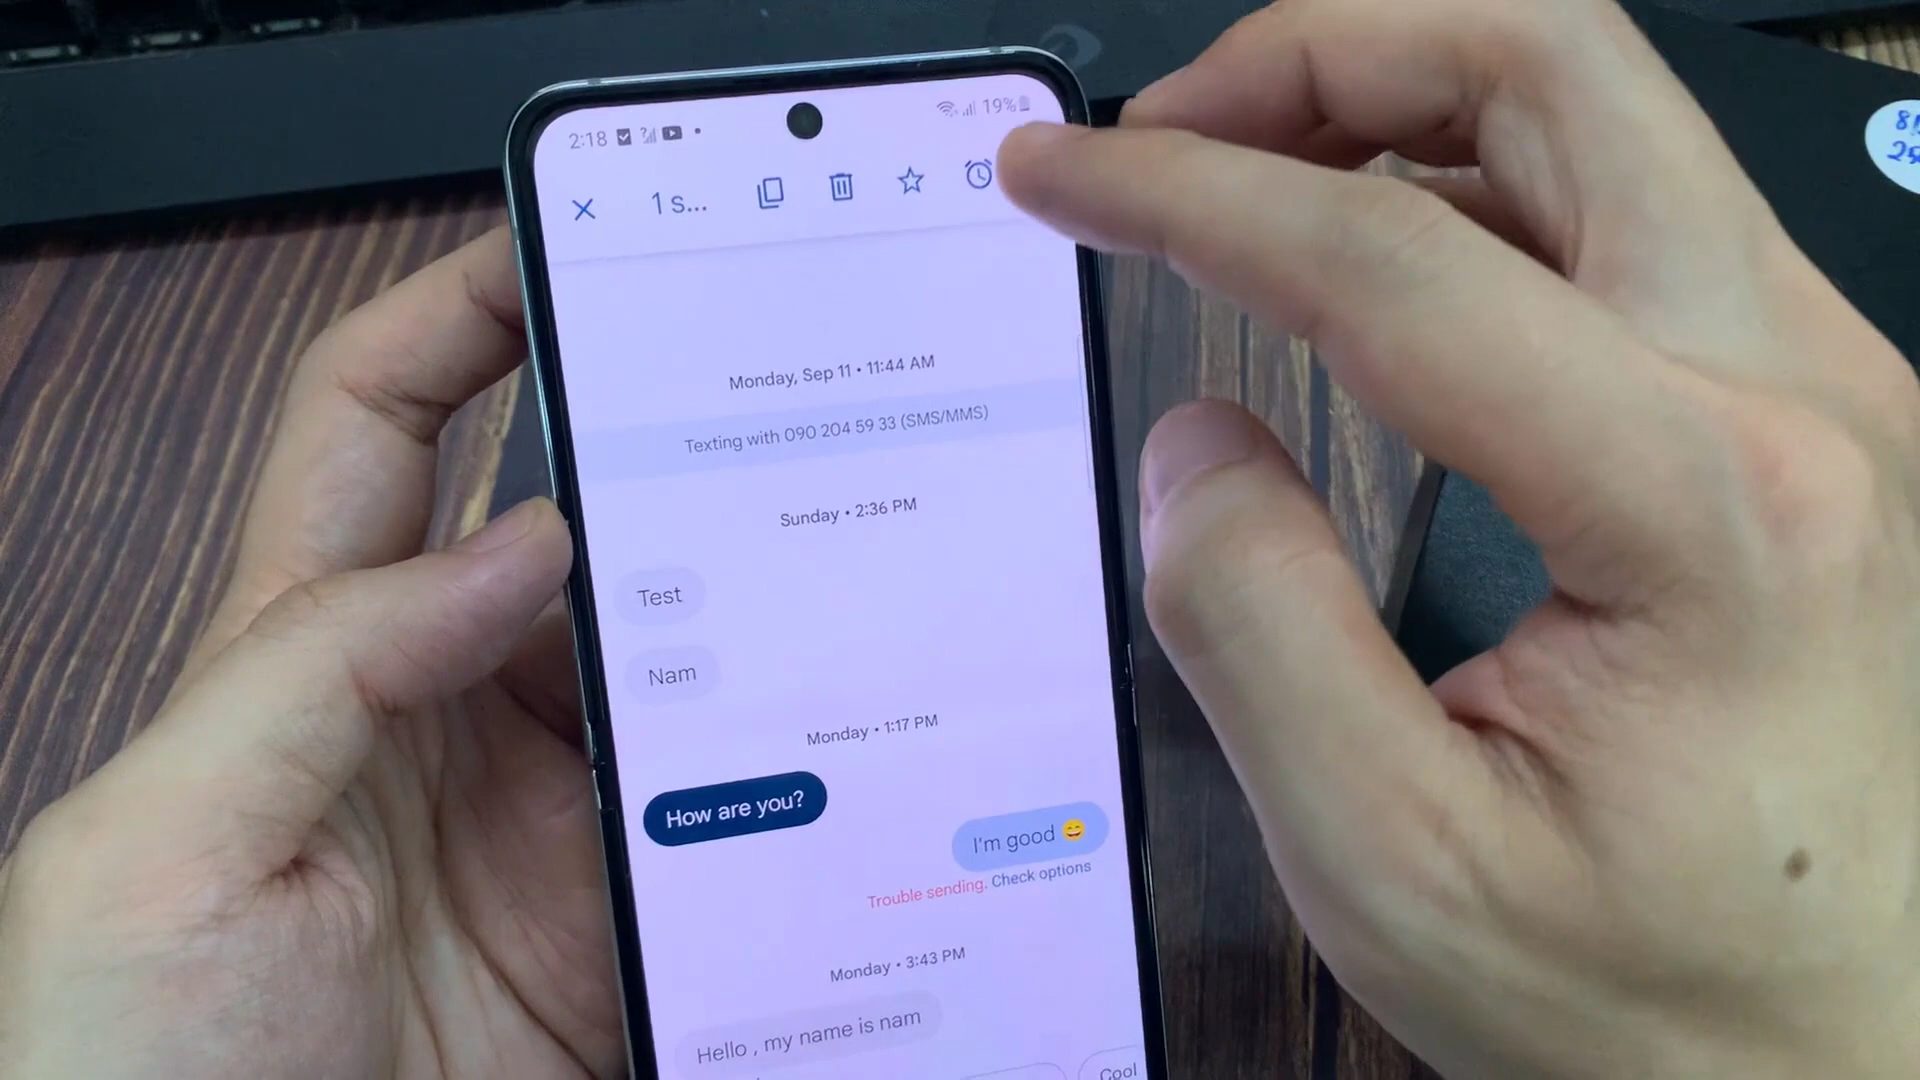 2:18
19%
1 s...
Monday, Sep 11 • 11:44 AM
Texting with 090 204 59 33 (SMS/MMS)
Sunday • 2:36 PM
Test
Nam
Monday • 1:17 PM
How are you?
I'm good 😄
Trouble sending. Check options
Monday • 3:43 PM
Hello , my name is nam
Cool